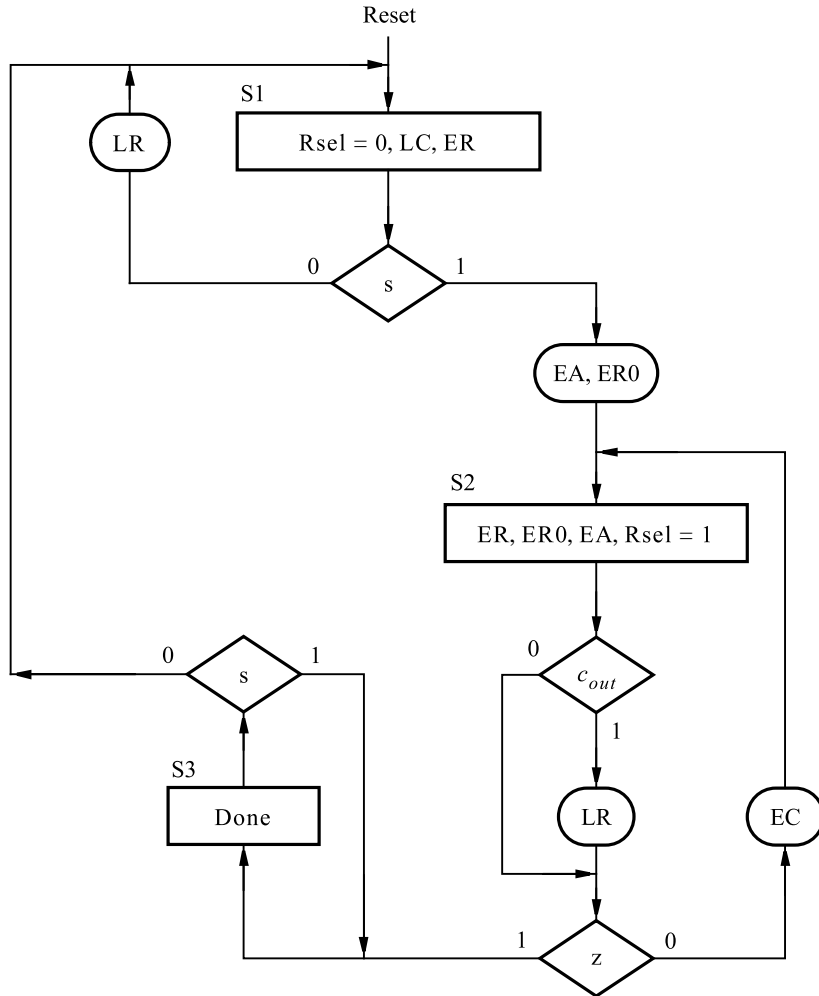 Reset
S1
LR
Rsel = 0, LC, ER
0
s
1
EA, ER0
S2
ER, ER0, EA, Rsel = 1
0
s
1
0
c_out
1
S3
Done
LR
EC
1
z
0